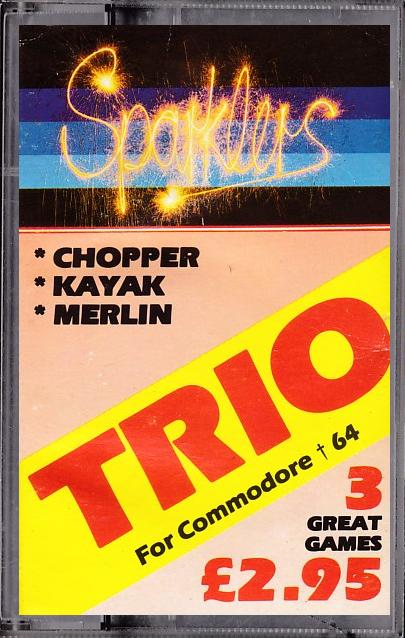 Sparklers
* CHOPPER
* KAYAK
* MERLIN
TRIO
For Commodore † 64
3
GREAT
GAMES
£2.95